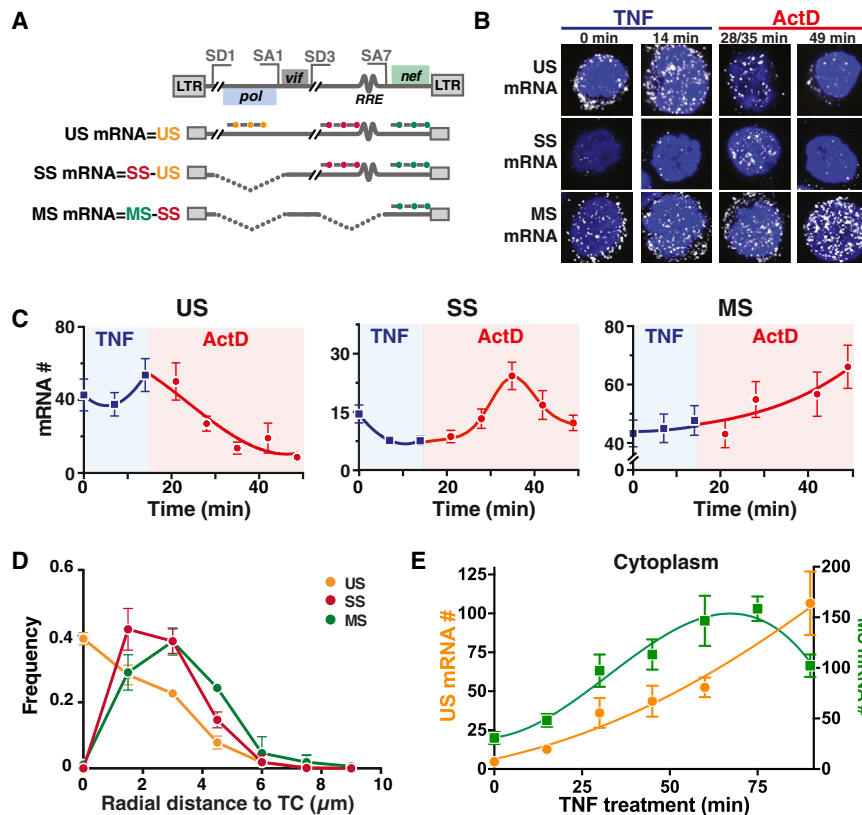 A
SD1 SA1 SD3 SA7
LTR vif nef LTR
pol RRE
US mRNA=US
SS mRNA=SS-US
MS mRNA=MS-SS
B
TNF ActD
0 min 14 min 28/35 min 49 min
US mRNA
SS mRNA
MS mRNA
C
US SS MS
TNF ActD
TNF ActD
TNF ActD
mRNA #
80
40
0
0 20 40
Time (min)
30
15
0
0 20 40
Time (min)
80
60
40
0
0 20 40
Time (min)
D
Frequency
0.6
0.4
0.2
0
0 2 4 6 8 10
Radial distance to TC (µm)
US
SS
MS
E
Cytoplasm
US mRNA #
125
100
75
50
25
0
0 25 50 75
TNF treatment (min)
200
150
100
50
0
MS mRNA #